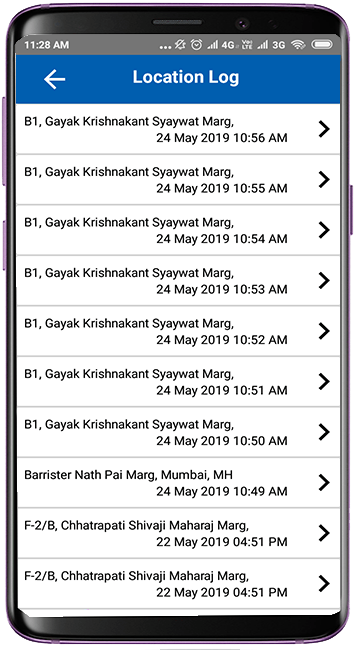 11:28 AM ... 4G VoLTE 3G
Location Log
B1, Gayak Krishnakant Syaywat Marg,
24 May 2019 10:56 AM
B1, Gayak Krishnakant Syaywat Marg,
24 May 2019 10:55 AM
B1, Gayak Krishnakant Syaywat Marg,
24 May 2019 10:54 AM
B1, Gayak Krishnakant Syaywat Marg,
24 May 2019 10:53 AM
B1, Gayak Krishnakant Syaywat Marg,
24 May 2019 10:52 AM
B1, Gayak Krishnakant Syaywat Marg,
24 May 2019 10:51 AM
B1, Gayak Krishnakant Syaywat Marg,
24 May 2019 10:50 AM
Barrister Nath Pai Marg, Mumbai, MH
24 May 2019 10:49 AM
F-2/B, Chhatrapati Shivaji Maharaj Marg,
22 May 2019 04:51 PM
F-2/B, Chhatrapati Shivaji Maharaj Marg,
22 May 2019 04:51 PM